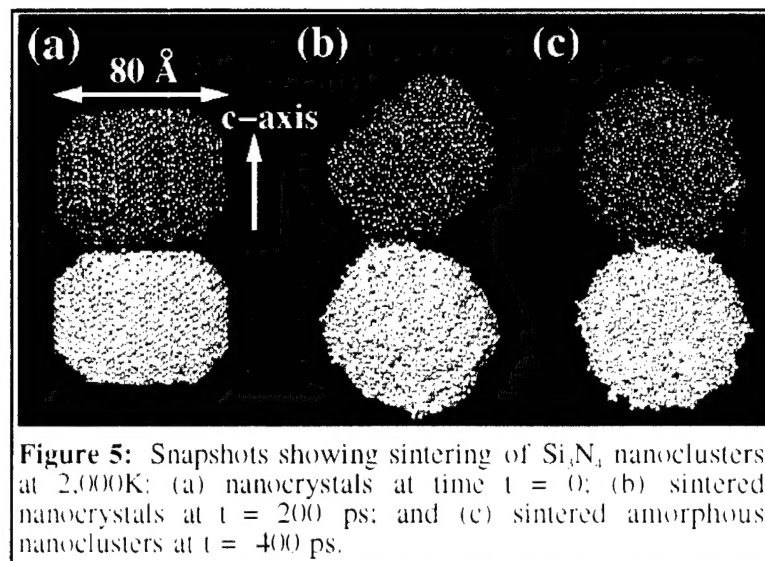 (a)
(b)
(c)
80 Å
c-axis
Figure 5: Snapshots showing sintering of Si₃N₄ nanoclusters
at 2,000K: (a) nanocrystals at time t = 0; (b) sintered
nanocrystals at t = 200 ps; and (c) sintered amorphous
nanoclusters at t = 400 ps.